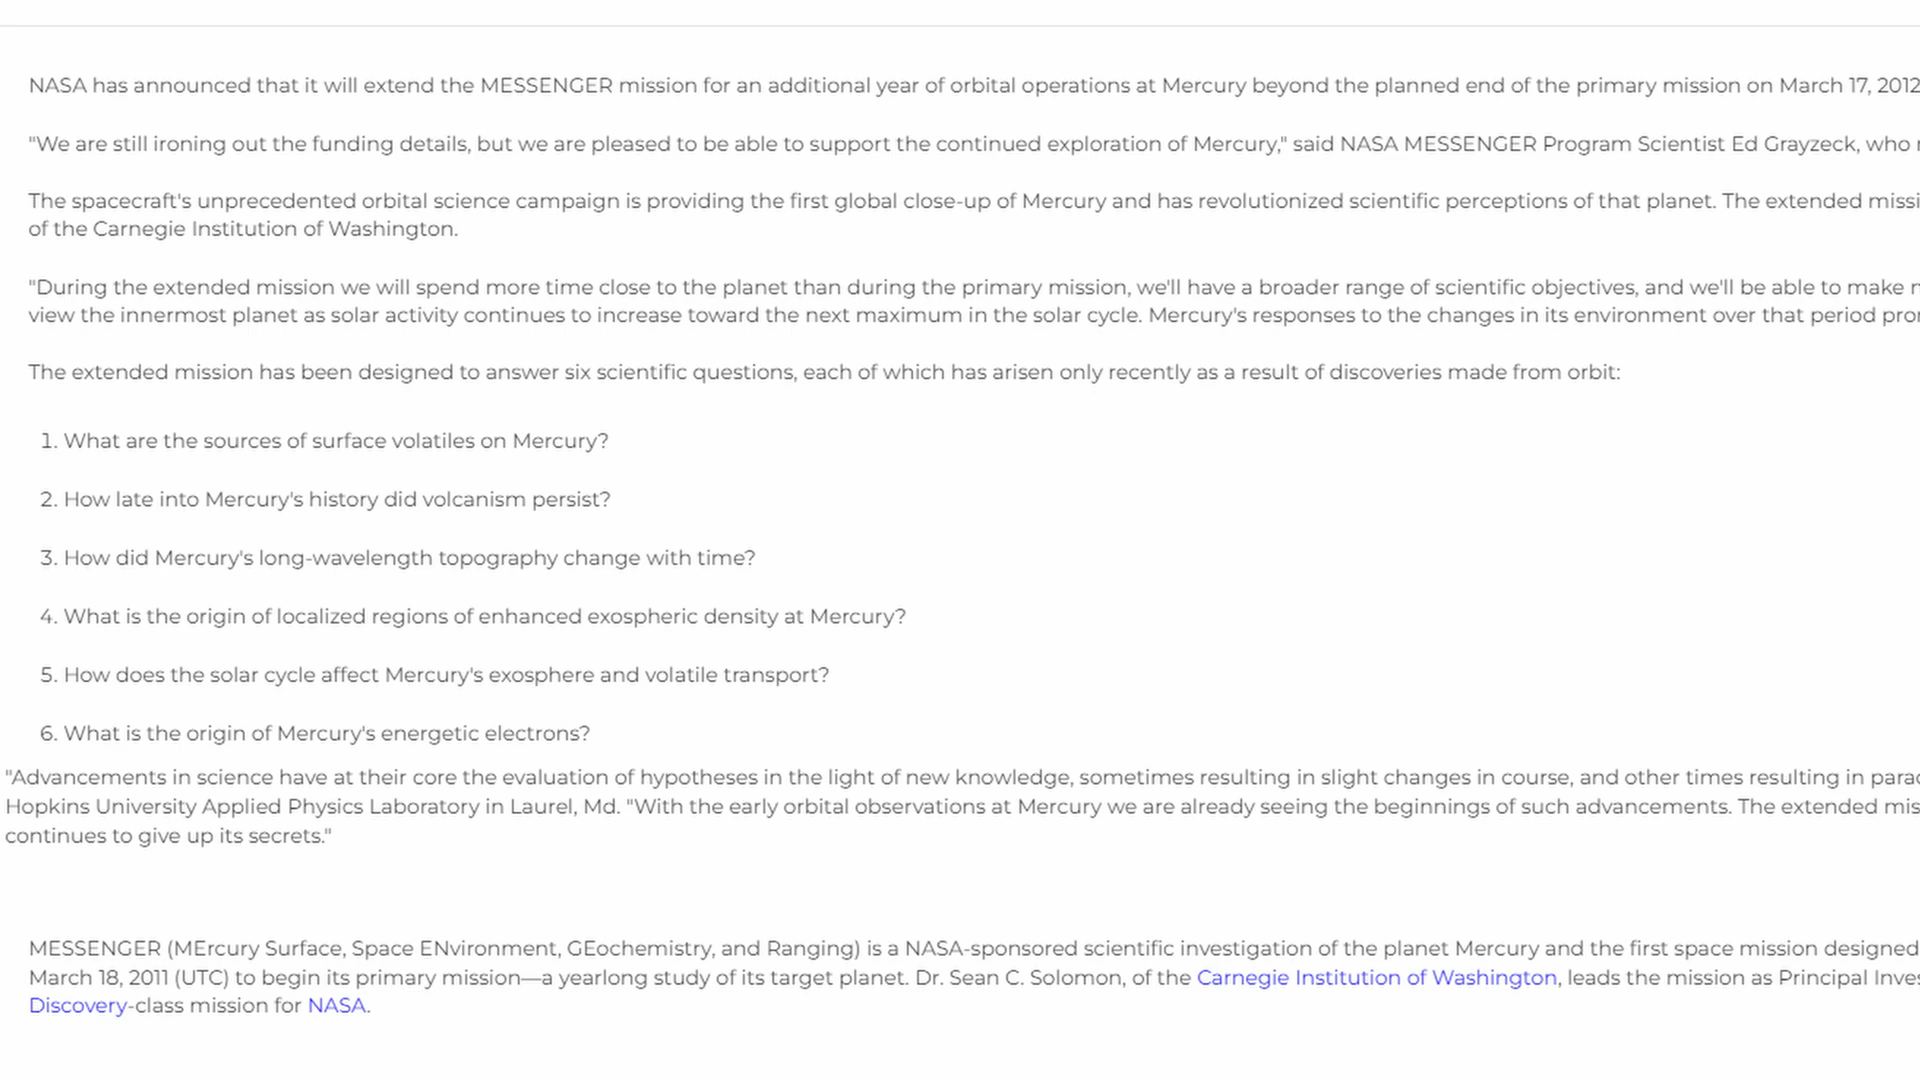 NASA has announced that it will extend the MESSENGER mission for an additional year of orbital operations at Mercury beyond the planned end of the primary mission on March 17, 2012
"We are still ironing out the funding details, but we are pleased to be able to support the continued exploration of Mercury," said NASA MESSENGER Program Scientist Ed Grayzeck, who
The spacecraft's unprecedented orbital science campaign is providing the first global close-up of Mercury and has revolutionized scientific perceptions of that planet. The extended
of the Carnegie Institution of Washington.
"During the extended mission we will spend more time close to the planet than during the primary mission, we'll have a broader range of scientific objectives, and we'll be able to make
view the innermost planet as solar activity continues to increase toward the next maximum in the solar cycle. Mercury's responses to the changes in its environment over that period
The extended mission has been designed to answer six scientific questions, each of which has arisen only recently as a result of discoveries made from orbit:
1. What are the sources of surface volatiles on Mercury?
2. How late into Mercury's history did volcanism persist?
3. How did Mercury's long-wavelength topography change with time?
4. What is the origin of localized regions of enhanced exospheric density at Mercury?
5. How does the solar cycle affect Mercury's exosphere and volatile transport?
6. What is the origin of Mercury's energetic electrons?
"Advancements in science have at their core the evaluation of hypotheses in the light of new knowledge, sometimes resulting in slight changes in course, and other times resulting in
Hopkins University Applied Physics Laboratory in Laurel, Md. "With the early orbital observations at Mercury we are already seeing the beginnings of such advancements. The extended
continues to give up its secrets."
MESSENGER (MErcury Surface, Space ENvironment, GEochemistry, and Ranging) is a NASA-sponsored scientific investigation of the planet Mercury and the first space mission designed
March 18, 2011 (UTC) to begin its primary mission—a yearlong study of its target planet. Dr. Sean C. Solomon, of the Carnegie Institution of Washington, leads the mission as Principal
Discovery-class mission for NASA.